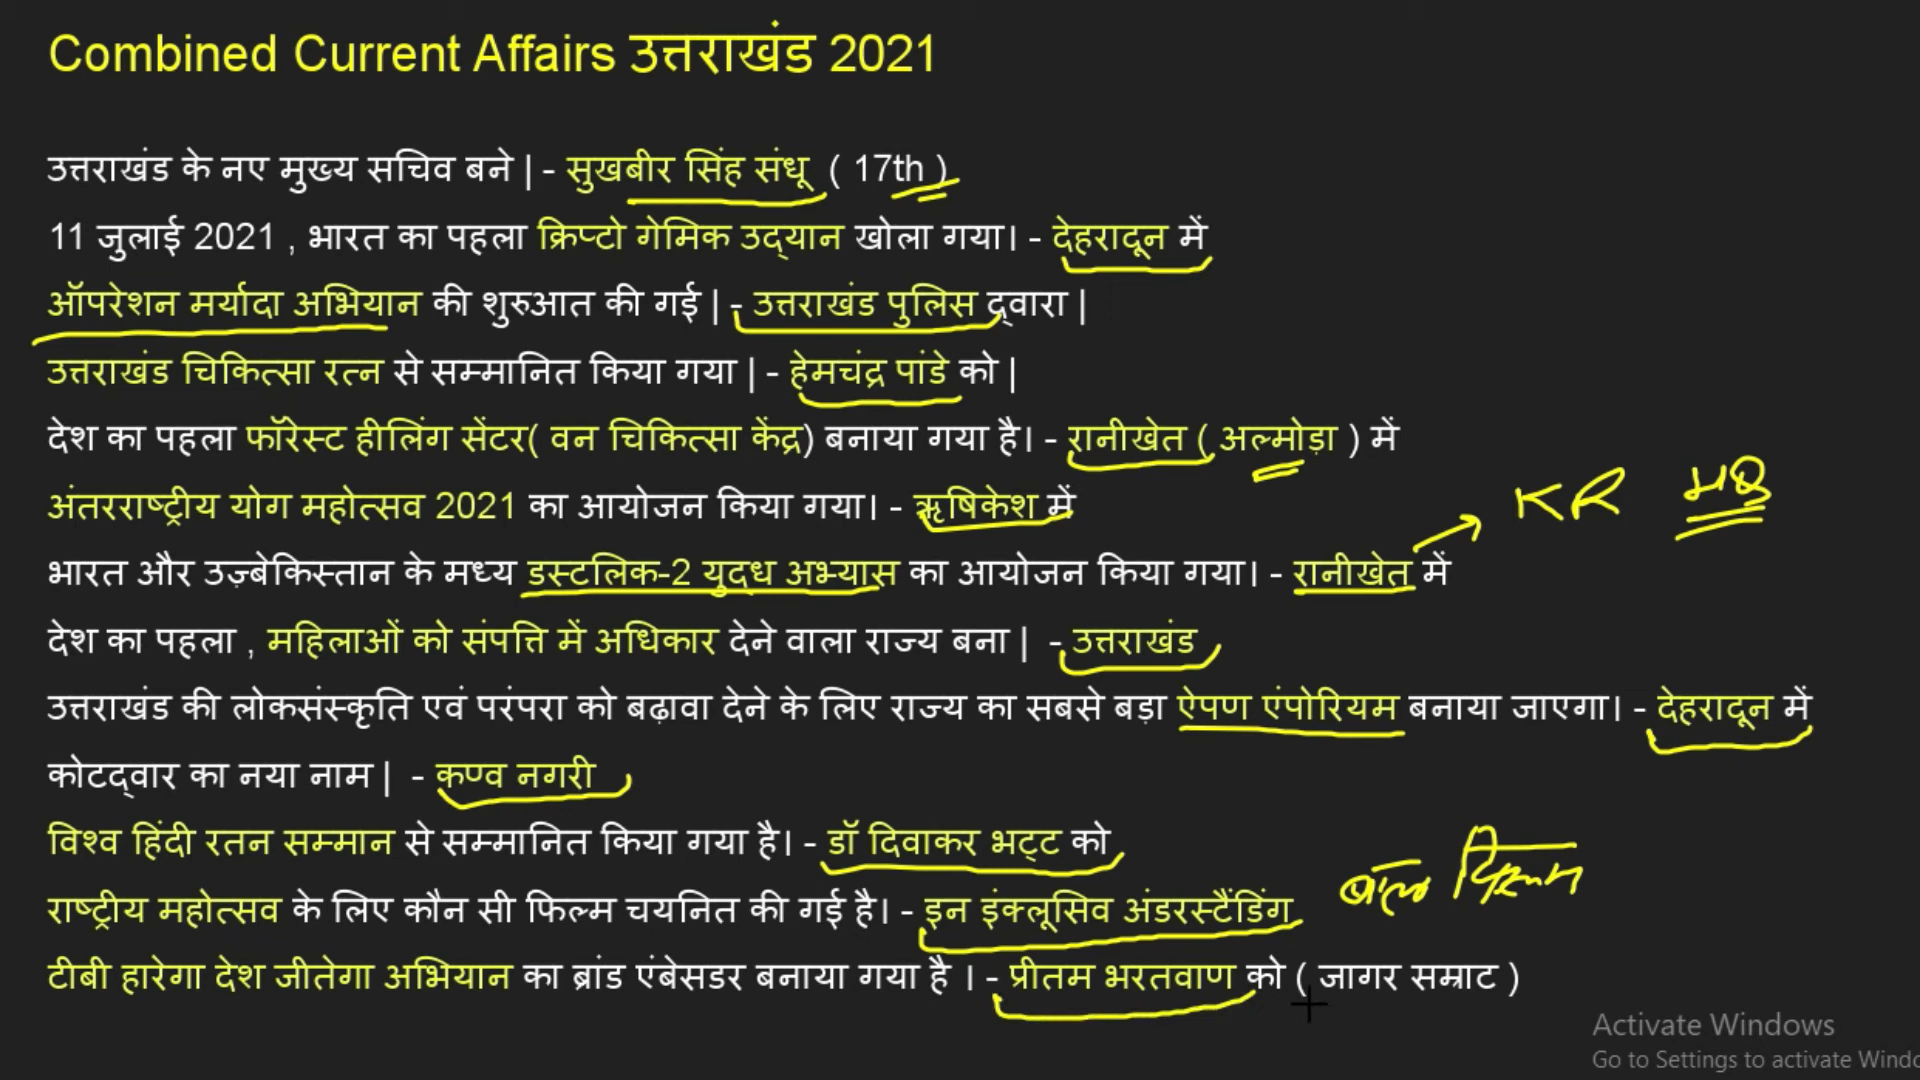 Combined Current Affairs उत्तराखंड 2021
उत्तराखंड के नए मुख्य सचिव बने | - सुखबीर सिंह संधू ( 17th )
11 जुलाई 2021 , भारत का पहला क्रिप्टो गेमिक उद्यान खोला गया। - देहरादून में
ऑपरेशन मर्यादा अभियान की शुरुआत की गई | - उत्तराखंड पुलिस द्वारा |
उत्तराखंड चिकित्सा रत्न से सम्मानित किया गया | - हेमचंद्र पांडे को |
देश का पहला फॉरेस्ट हीलिंग सेंटर( वन चिकित्सा केंद्र) बनाया गया है। - रानीखेत ( अल्मोड़ा ) में
अंतरराष्ट्रीय योग महोत्सव 2021 का आयोजन किया गया। - ऋषिकेश में
KR
भारत और उज़्बेकिस्तान के मध्य डस्टलिक-2 युद्ध अभ्यास का आयोजन किया गया। - रानीखेत में
देश का पहला , महिलाओं को संपत्ति में अधिकार देने वाला राज्य बना | - उत्तराखंड
उत्तराखंड की लोकसंस्कृति एवं परंपरा को बढ़ावा देने के लिए राज्य का सबसे बड़ा ऐपण एंपोरियम बनाया जाएगा। - देहरादून में
कोटद्वार का नया नाम | - कण्व नगरी
विश्व हिंदी रतन सम्मान से सम्मानित किया गया है। - डॉ दिवाकर भट्ट को
राष्ट्रीय महोत्सव के लिए कौन सी फिल्म चयनित की गई है। - इन इंक्लूसिव अंडरस्टैंडिंग
टीबी हारेगा देश जीतेगा अभियान का ब्रांड एंबेसडर बनाया गया है । - प्रीतम भरतवाण को ( जागर सम्राट )
Activate Windows
Go to Settings to activate Windo